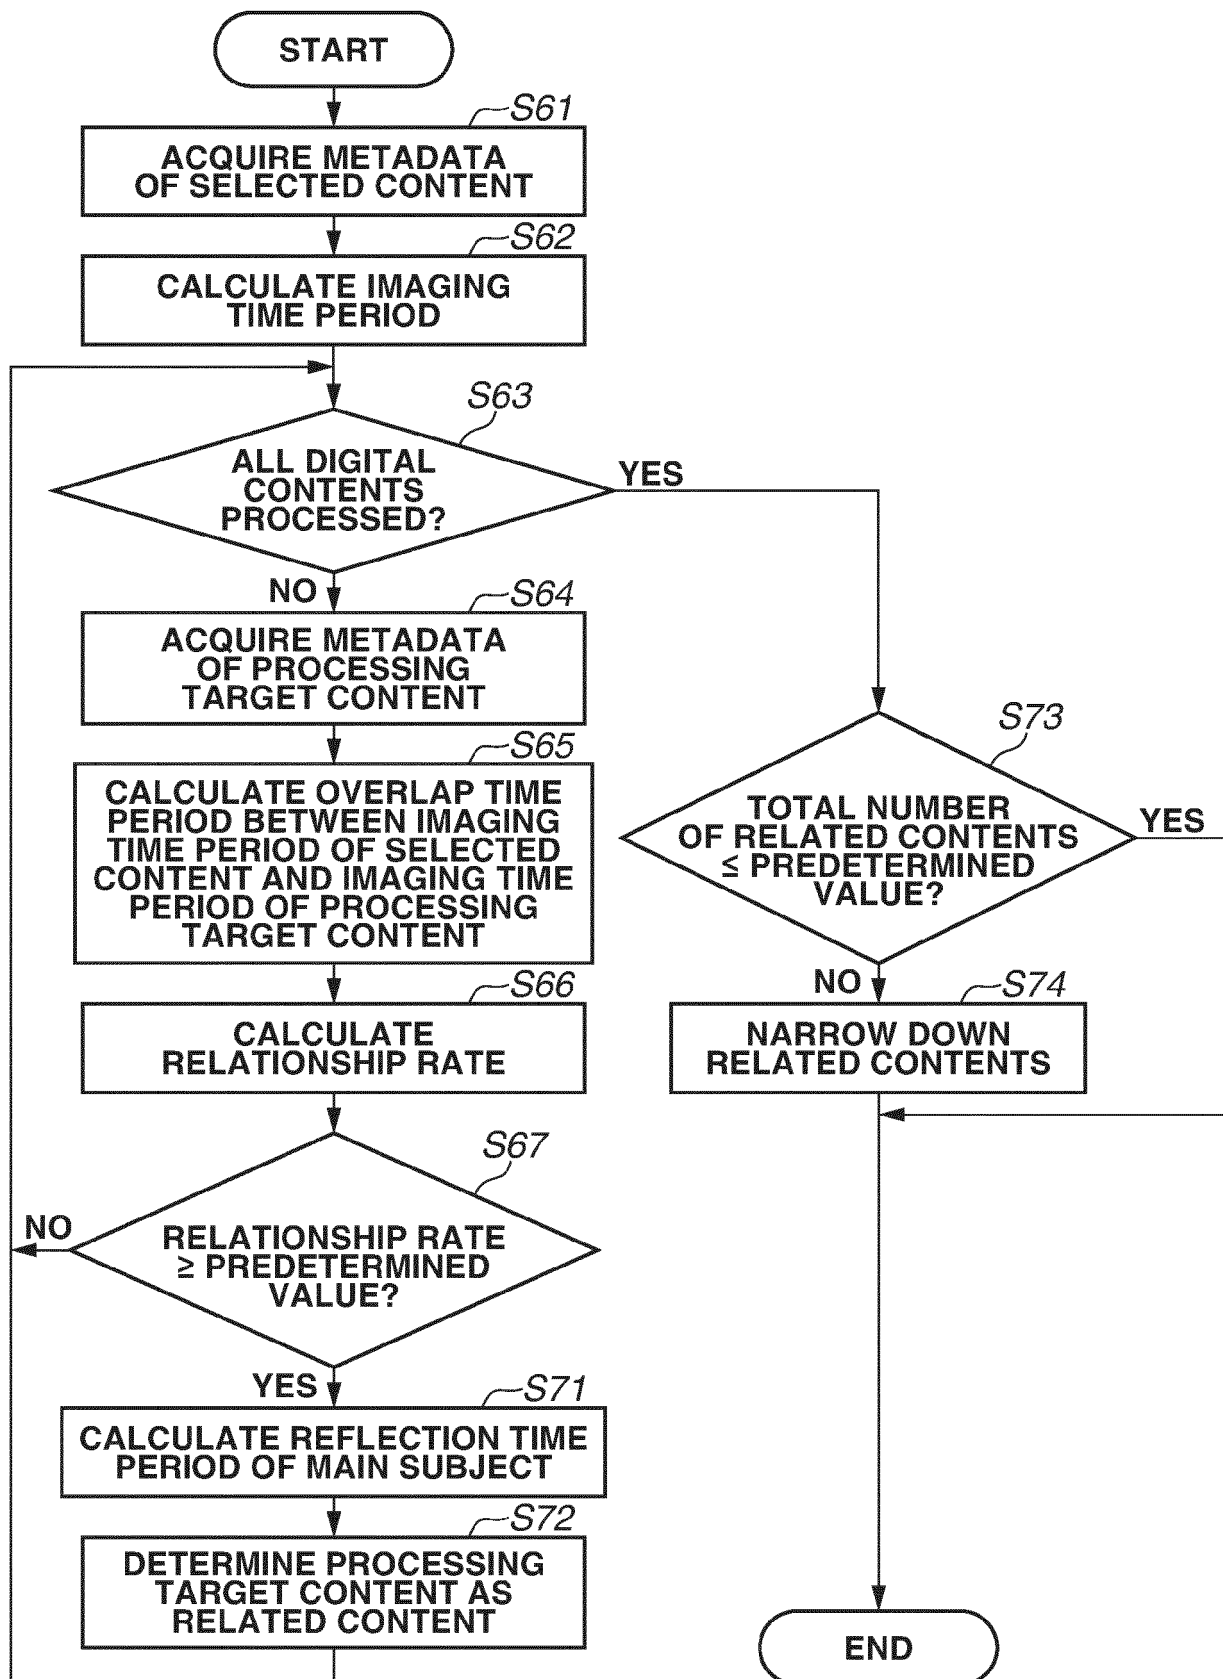 START
S61
ACQUIRE METADATA
OF SELECTED CONTENT
S62
CALCULATE IMAGING
TIME PERIOD
S63
ALL DIGITAL
CONTENTS
PROCESSED?
YES
NO
S64
ACQUIRE METADATA
OF PROCESSING
TARGET CONTENT
S65
CALCULATE OVERLAP TIME
PERIOD BETWEEN IMAGING
TIME PERIOD OF SELECTED
CONTENT AND IMAGING TIME
PERIOD OF PROCESSING
TARGET CONTENT
S66
CALCULATE
RELATIONSHIP RATE
S67
RELATIONSHIP RATE
≥ PREDETERMINED
VALUE?
NO
YES
S71
CALCULATE REFLECTION TIME
PERIOD OF MAIN SUBJECT
S72
DETERMINE PROCESSING
TARGET CONTENT AS
RELATED CONTENT
S73
TOTAL NUMBER
OF RELATED CONTENTS
≤ PREDETERMINED
VALUE?
YES
NO
S74
NARROW DOWN
RELATED CONTENTS
END